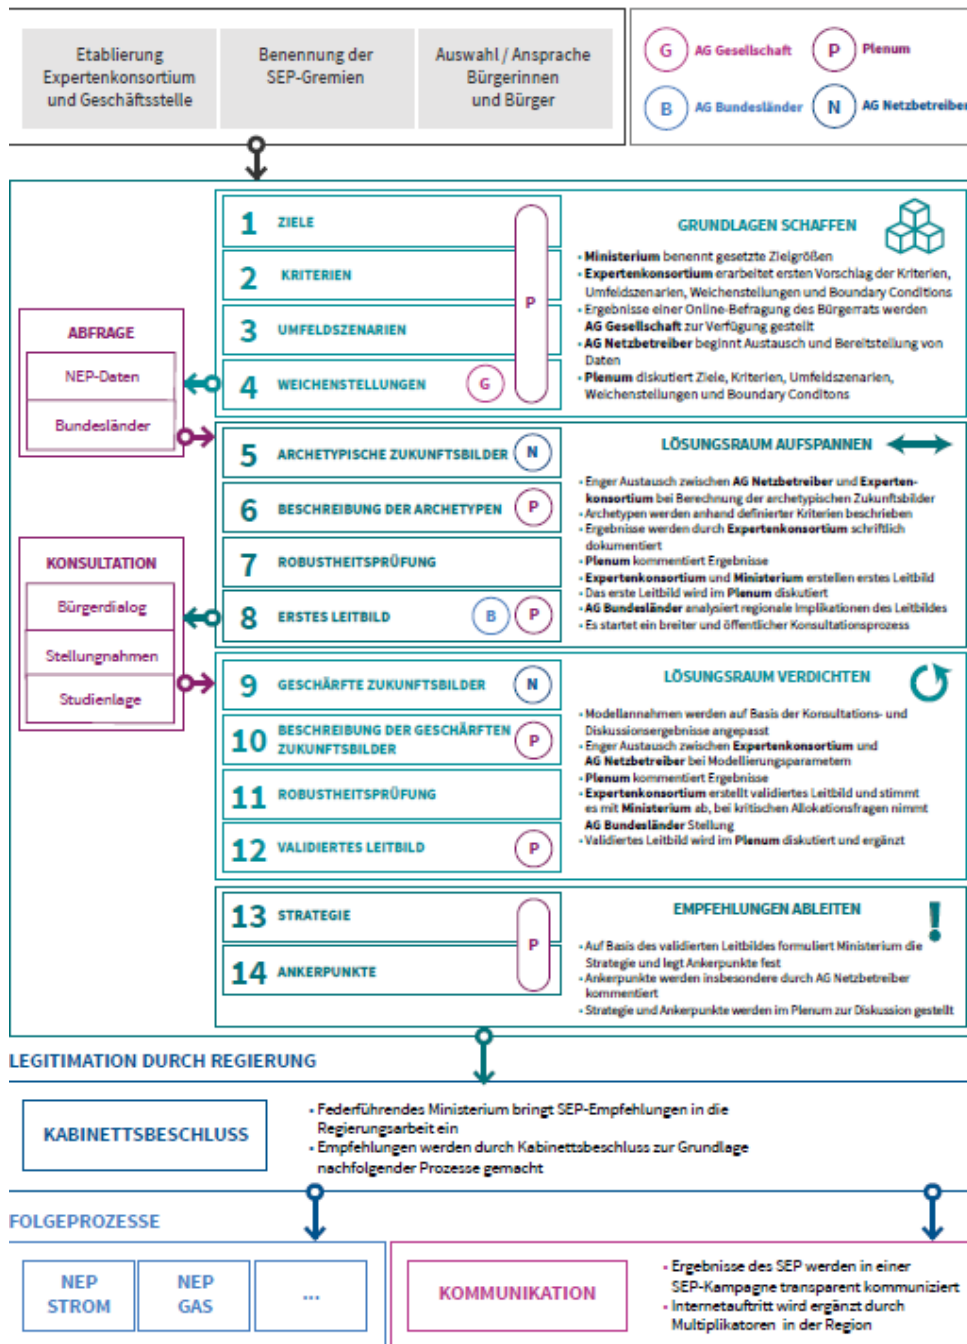 Etablierung
Expertenkonsortium
und Geschäftsstelle
Benennung der
SEP-Gremien
Auswahl / Ansprache
Bürgerinnen
und Bürger
G AG Gesellschaft
P Plenum
B AG Bundesländer
N AG Netzbetreiber
ABFRAGE
NEP-Daten
Bundesländer
KONSULTATION
Bürgerdialog
Stellungnahmen
Studienlage
1 ZIELE
2 KRITERIEN
3 UMFELDSZENARIEN
4 WEICHENSTELLUNGEN G
P
GRUNDLAGEN SCHAFFEN
• Ministerium benennt gesetzte Zielgrößen
• Expertenkonsortium erarbeitet ersten Vorschlag der Kriterien,
Umfeldszenarien, Weichenstellungen und Boundary Conditions
• Ergebnisse einer Online-Befragung des Bürgerrats werden
AG Gesellschaft zur Verfügung gestellt
• AG Netzbetreiber beginnt Austausch und Bereitstellung von
Daten
• Plenum diskutiert Ziele, Kriterien, Umfeldszenarien,
Weichenstellungen und Boundary Conditons
5 ARCHETYPISCHE ZUKUNFTSBILDER N
6 BESCHREIBUNG DER ARCHETYPEN P
7 ROBUSTHEITSPRÜFUNG
8 ERSTES LEITBILD B P
LÖSUNGSRAUM AUFSPANNEN
• Enger Austausch zwischen AG Netzbetreiber und Experten-
konsortium bei Berechnung der archetypischen Zukunftsbilder
• Archetypen werden anhand definierter Kriterien beschrieben
• Ergebnisse werden durch Expertenkonsortium schriftlich
dokumentiert
• Plenum kommentiert Ergebnisse
• Expertenkonsortium und Ministerium erstellen erstes Leitbild
• Das erste Leitbild wird im Plenum diskutiert
• AG Bundesländer analysiert regionale Implikationen des Leitbildes
• Es startet ein breiter und öffentlicher Konsultationsprozess
9 GESCHÄRFTE ZUKUNFTSBILDER N
10 BESCHREIBUNG DER GESCHÄRFTEN
ZUKUNFTSBILDER P
11 ROBUSTHEITSPRÜFUNG
12 VALIDIERTES LEITBILD P
LÖSUNGSRAUM VERDICHTEN
• Modellannahmen werden auf Basis der Konsultations- und
Diskussionsergebnisse angepasst
• Enger Austausch zwischen Expertenkonsortium und
AG Netzbetreiber bei Modellierungsparametern
• Plenum kommentiert Ergebnisse
• Expertenkonsortium erstellt validiertes Leitbild und stimmt
es mit Ministerium ab, bei kritischen Allokationsfragen nimmt
AG Bundesländer Stellung
• Validiertes Leitbild wird im Plenum diskutiert und ergänzt
13 STRATEGIE
14 ANKERPUNKTE
P
EMPFEHLUNGEN ABLEITEN
• Auf Basis des validierten Leitbildes formuliert Ministerium die
Strategie und legt Ankerpunkte fest
• Ankerpunkte werden insbesondere durch AG Netzbetreiber
kommentiert
• Strategie und Ankerpunkte werden im Plenum zur Diskussion gestellt
LEGITIMATION DURCH REGIERUNG
KABINETTSBESCHLUSS
• Federführendes Ministerium bringt SEP-Empfehlungen in die
Regierungsarbeit ein
• Empfehlungen werden durch Kabinettsbeschluss zur Grundlage
nachfolgender Prozesse gemacht
FOLGEPROZESSE
NEP
STROM
NEP
GAS
...
KOMMUNIKATION
• Ergebnisse des SEP werden in einer
SEP-Kampagne transparent kommuniziert
• Internetauftritt wird ergänzt durch
Multiplikatoren in der Region